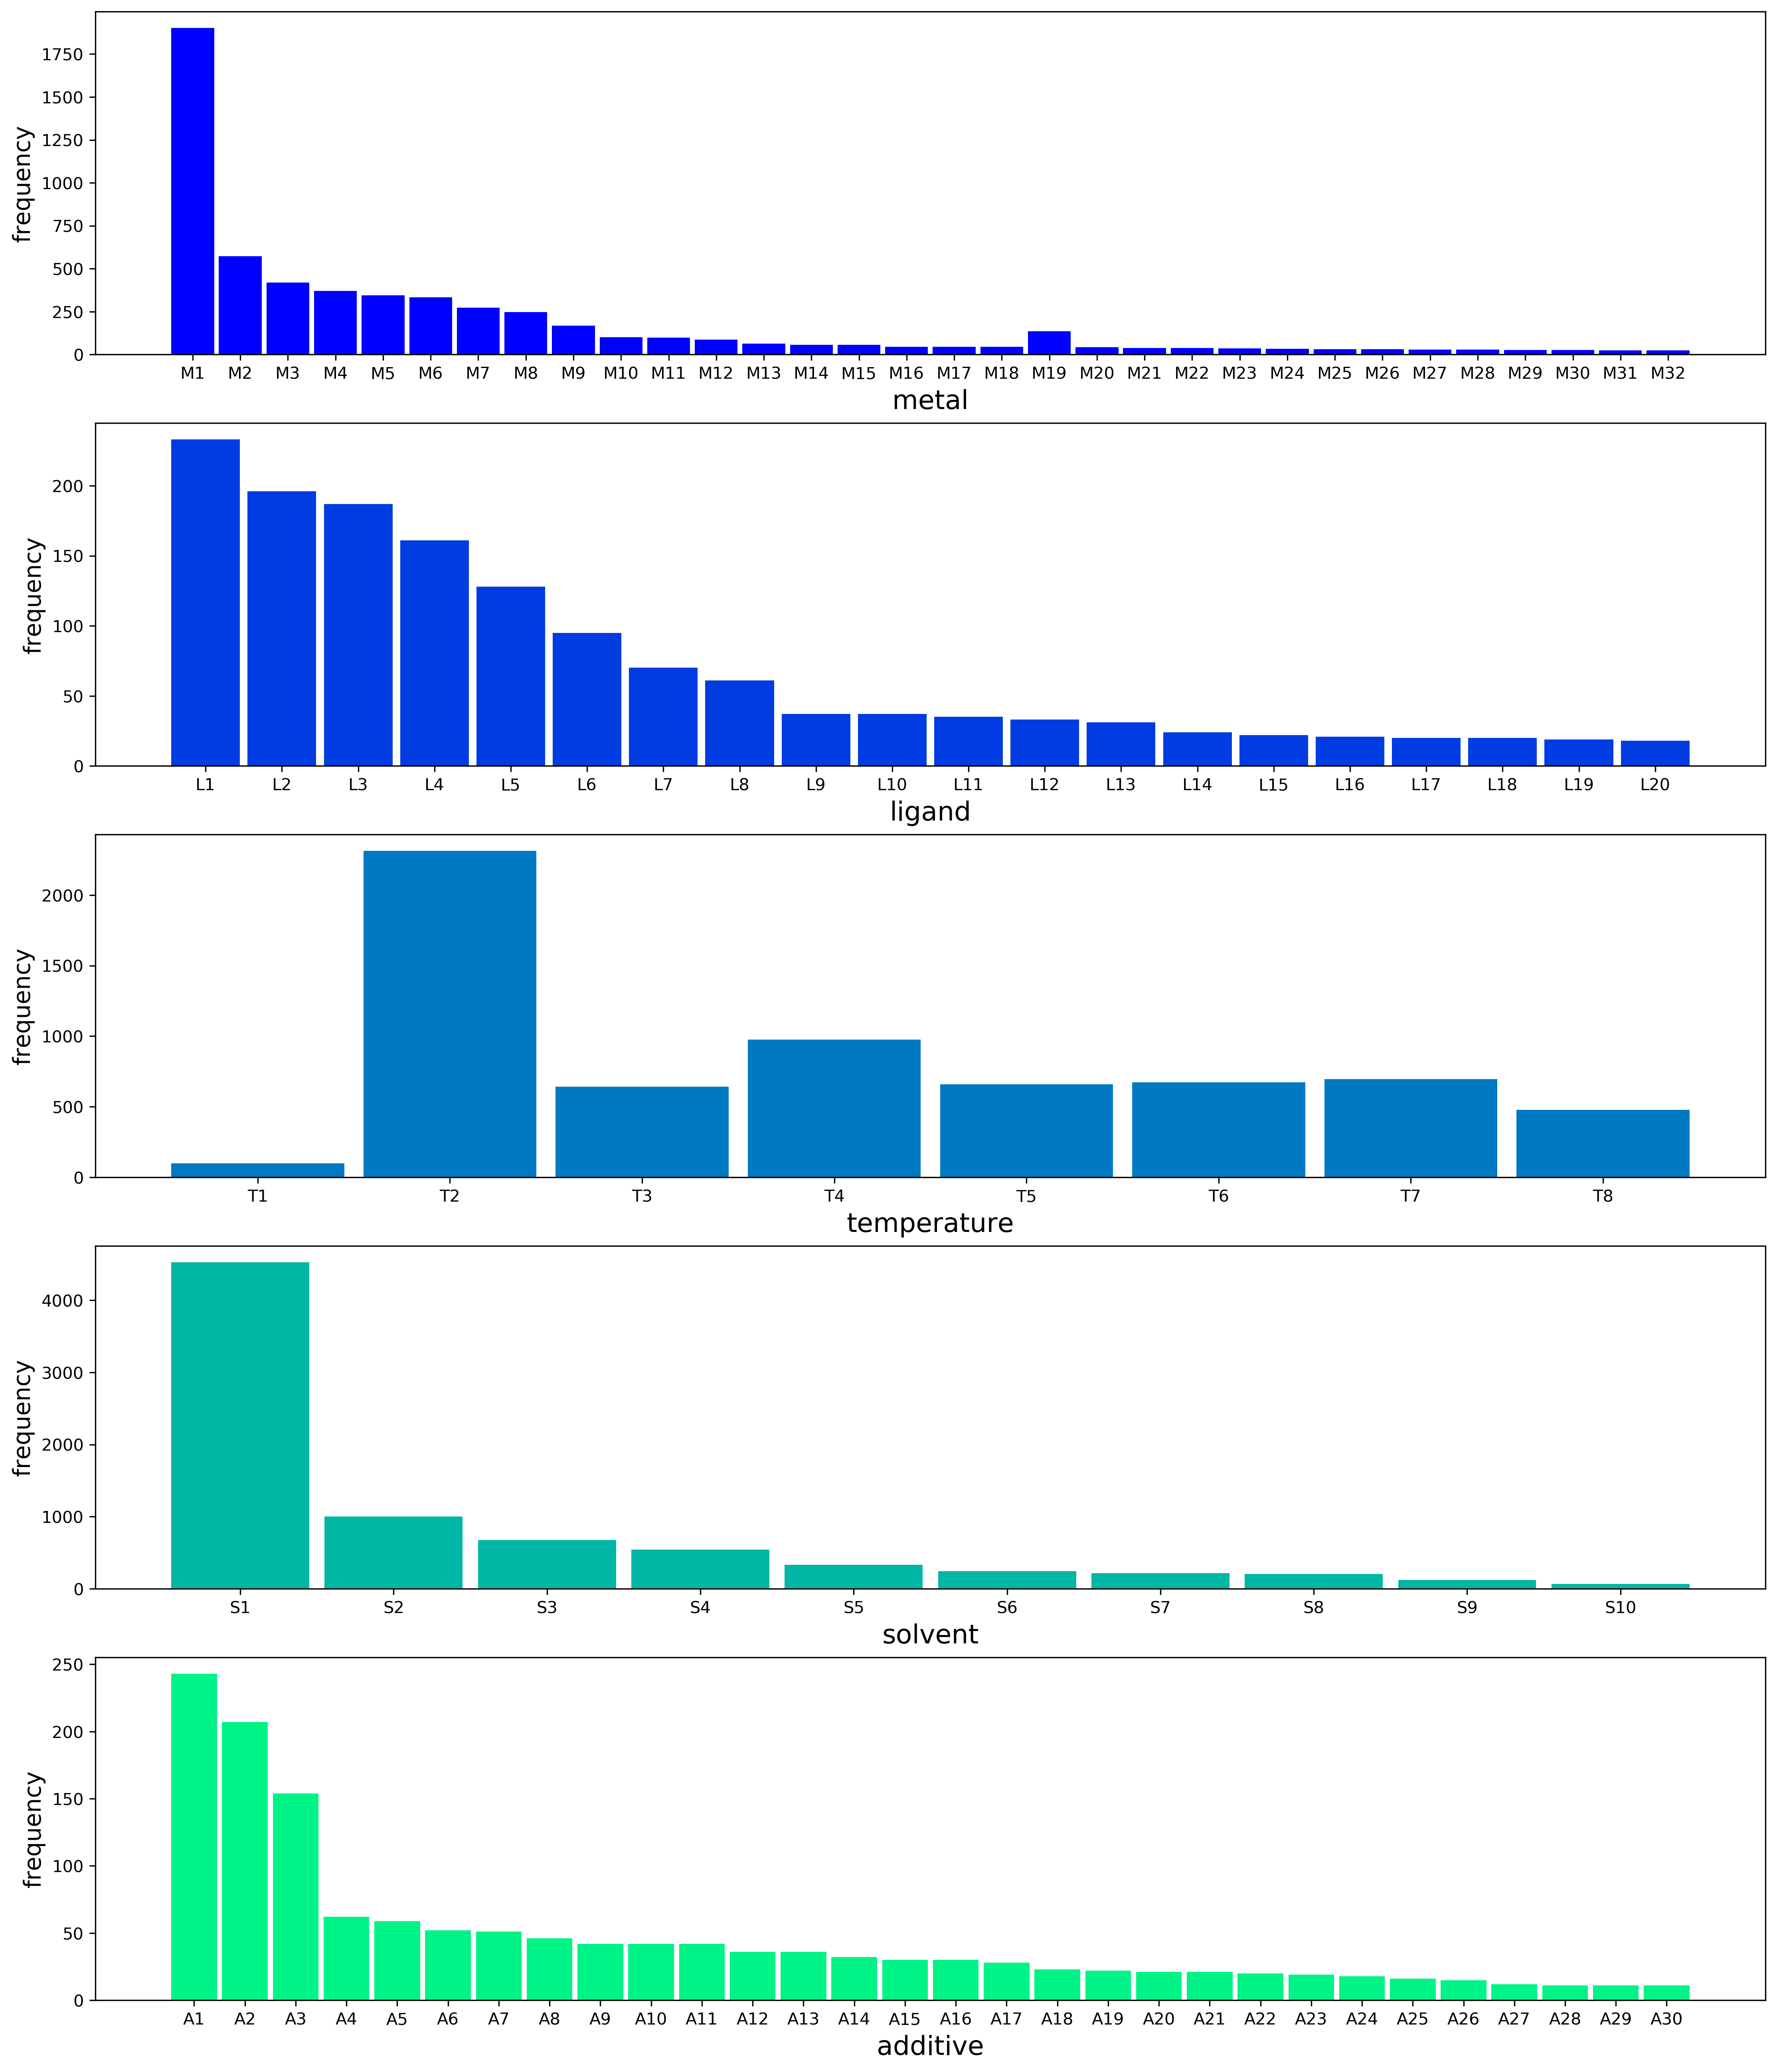 frequency
1750
1500
1250
1000
750
500
250
0
M1 M2 M3 M4 M5 M6 M7 M8 M9 M10 M11 M12 M13 M14 M15 M16 M17 M18 M19 M20 M21 M22 M23 M24 M25 M26 M27 M28 M29 M30 M31 M32
metal
frequency
200
150
100
50
0
L1 L2 L3 L4 L5 L6 L7 L8 L9 L10 L11 L12 L13 L14 L15 L16 L17 L18 L19 L20
ligand
frequency
2000
1500
1000
500
0
T1 T2 T3 T4 T5 T6 T7 T8
temperature
frequency
4000
3000
2000
1000
0
S1 S2 S3 S4 S5 S6 S7 S8 S9 S10
solvent
frequency
250
200
150
100
50
0
A1 A2 A3 A4 A5 A6 A7 A8 A9 A10 A11 A12 A13 A14 A15 A16 A17 A18 A19 A20 A21 A22 A23 A24 A25 A26 A27 A28 A29 A30
additive